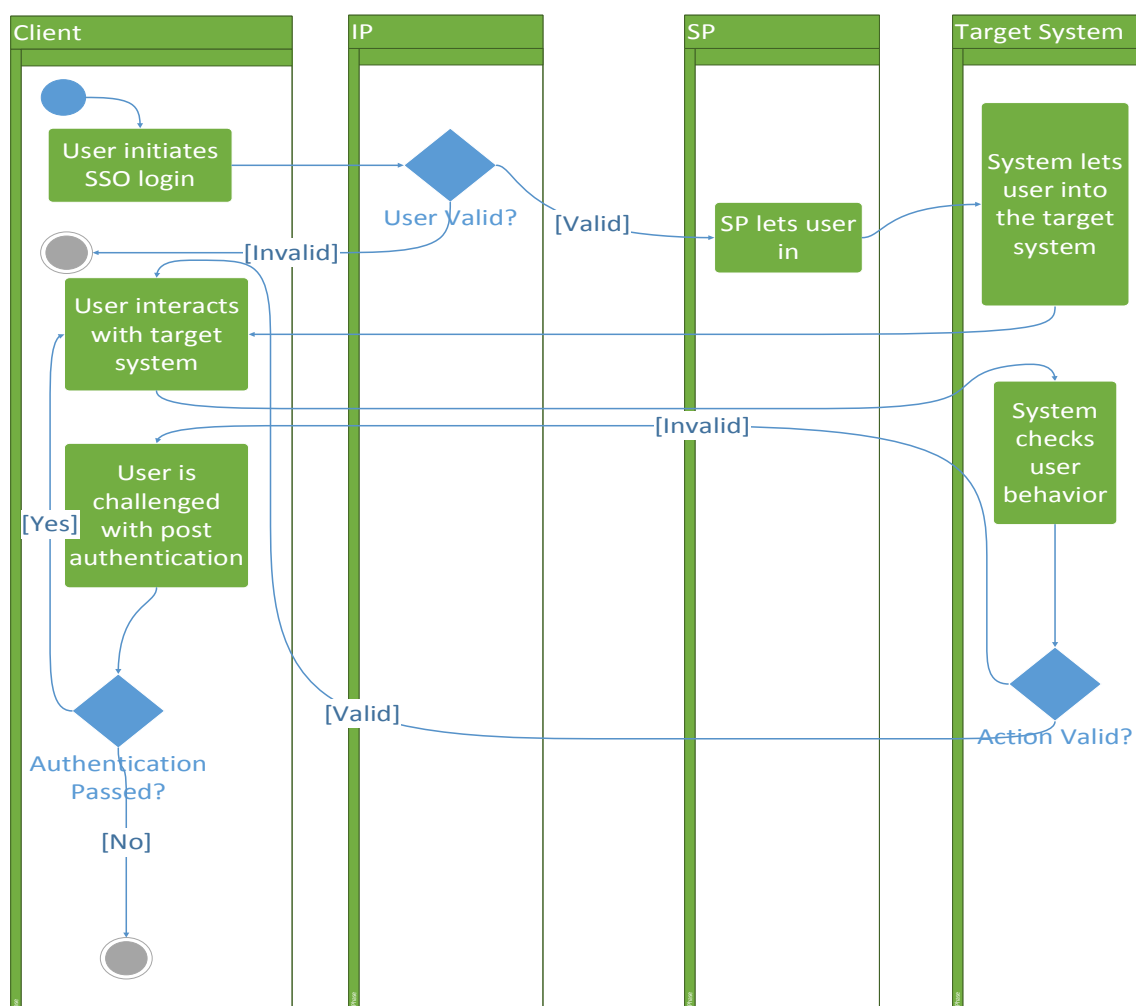 Client
IP
SP
Target System
User initiates
SSO login
User Valid?
[Valid]
[Invalid]
SP lets user
in
System lets
user into
the target
system
User interacts
with target
system
System
checks
user
behavior
[Invalid]
User is
challenged
with post
authentication
[Yes]
[Valid]
Action Valid?
Authentication
Passed?
[No]